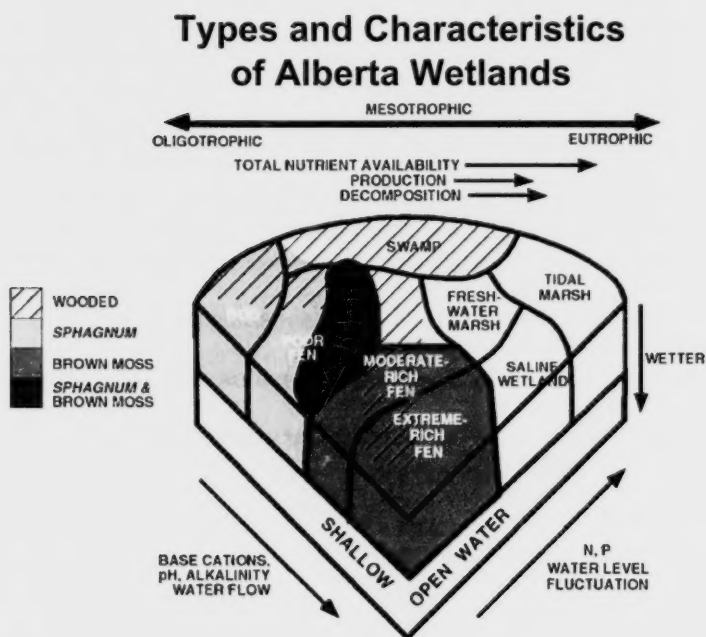 Types and Characteristics
of Alberta Wetlands
MESOTROPHIC
OLIGOTROPHIC
EUTROPHIC
TOTAL NUTRIENT AVAILABILITY
PRODUCTION
DECOMPOSITION
SWAMP
TIDAL
MARSH
FRESH-
WATER
MARSH
BOG
POOR
FEN
WOODED
SPHAGNUM
BROWN MOSS
SPHAGNUM &
BROWN MOSS
MODERATE-
RICH
FEN
SALINE
WETLAND
WETTER
EXTREME-
RICH
FEN
SHALLOW
OPEN WATER
BASE CATIONS,
pH, ALKALINITY
WATER FLOW
N, P
WATER LEVEL
FLUCTUATION